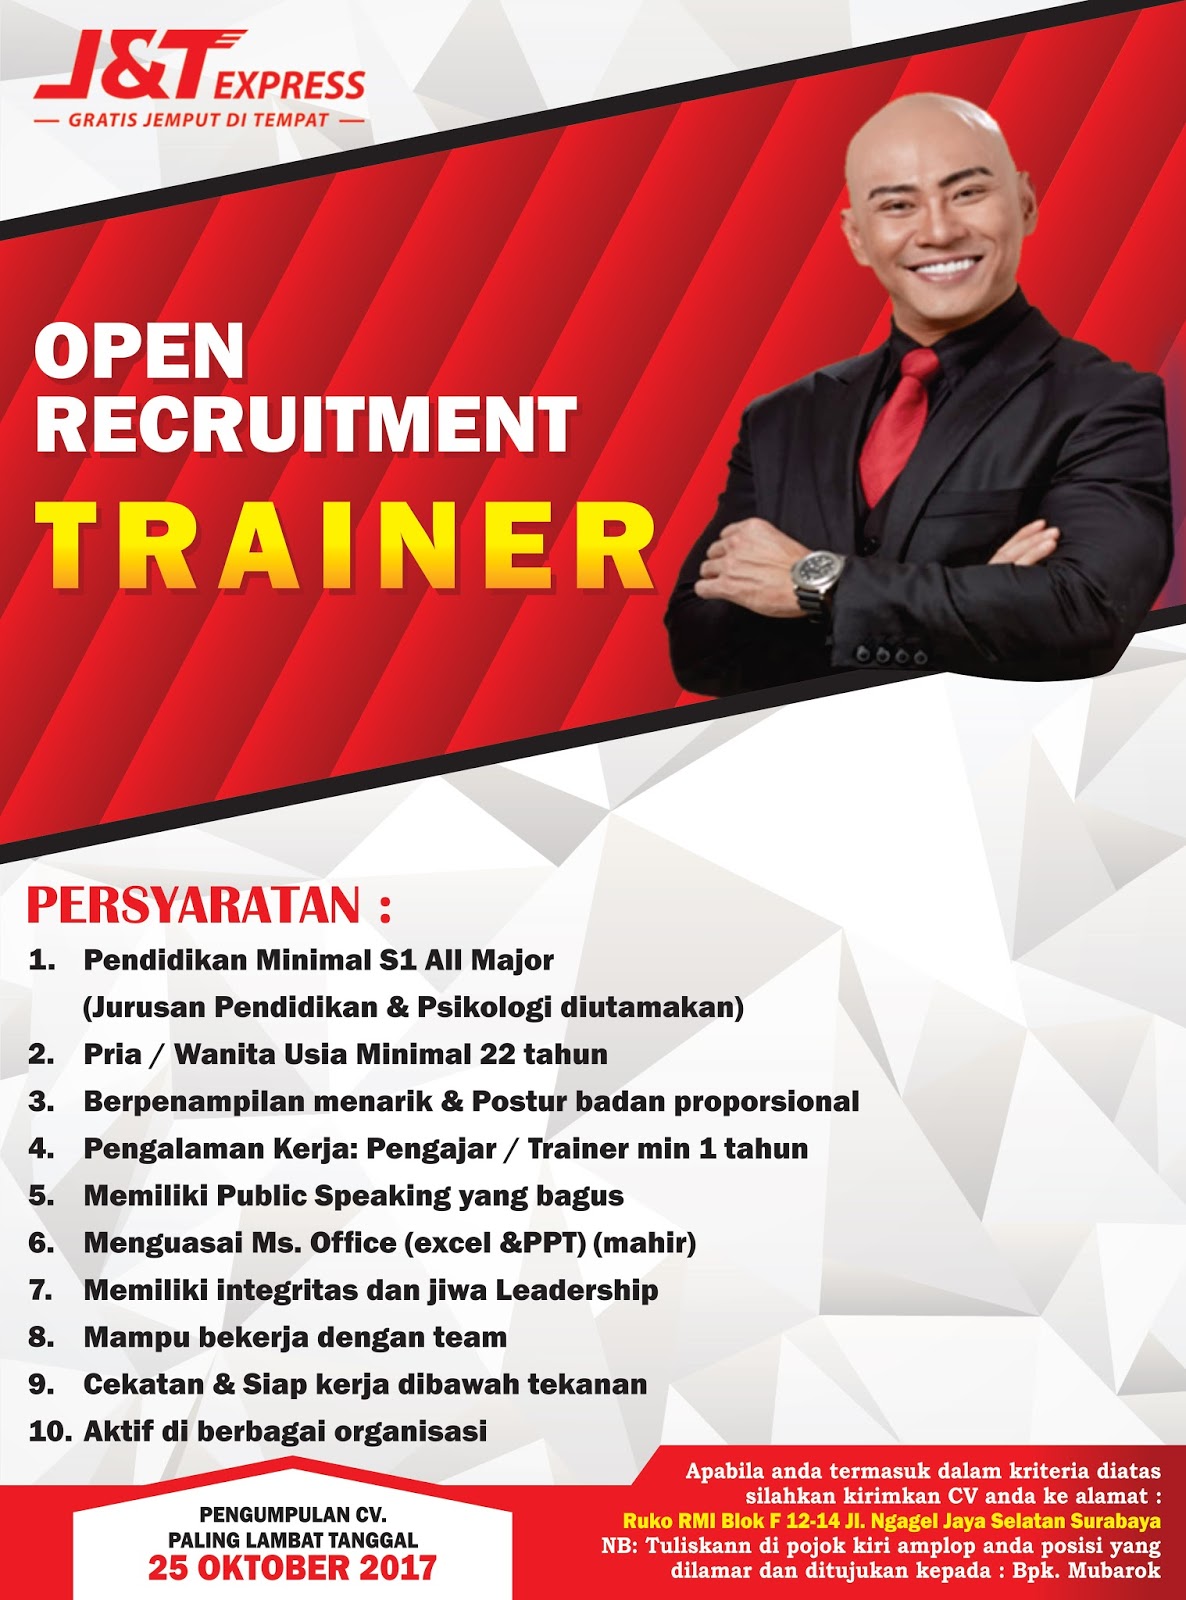 J&T EXPRESS
GRATIS JEMPUT DI TEMPAT
OPEN
RECRUITMENT
TRAINER
PERSYARATAN :
1. Pendidikan Minimal S1 All Major
(Jurusan Pendidikan & Psikologi diutamakan)
2. Pria / Wanita Usia Minimal 22 tahun
3. Berpenampilan menarik & Postur badan proporsional
4. Pengalaman Kerja: Pengajar / Trainer min 1 tahun
5. Memiliki Public Speaking yang bagus
6. Menguasai Ms. Office (excel &PPT) (mahir)
7. Memiliki integritas dan jiwa Leadership
8. Mampu bekerja dengan team
9. Cekatan & Siap kerja dibawah tekanan
10. Aktif di berbagai organisasi
PENGUMPULAN CV.
PALING LAMBAT TANGGAL
25 OKTOBER 2017
Apabila anda termasuk dalam kriteria diatas
silahkan kirimkan CV anda ke alamat :
Ruko RMI Blok F 12-14 Jl. Ngagel Jaya Selatan Surabaya
NB: Tuliskann di pojok kiri amplop anda posisi yang
dilamar dan ditujukan kepada : Bpk. Mubarok